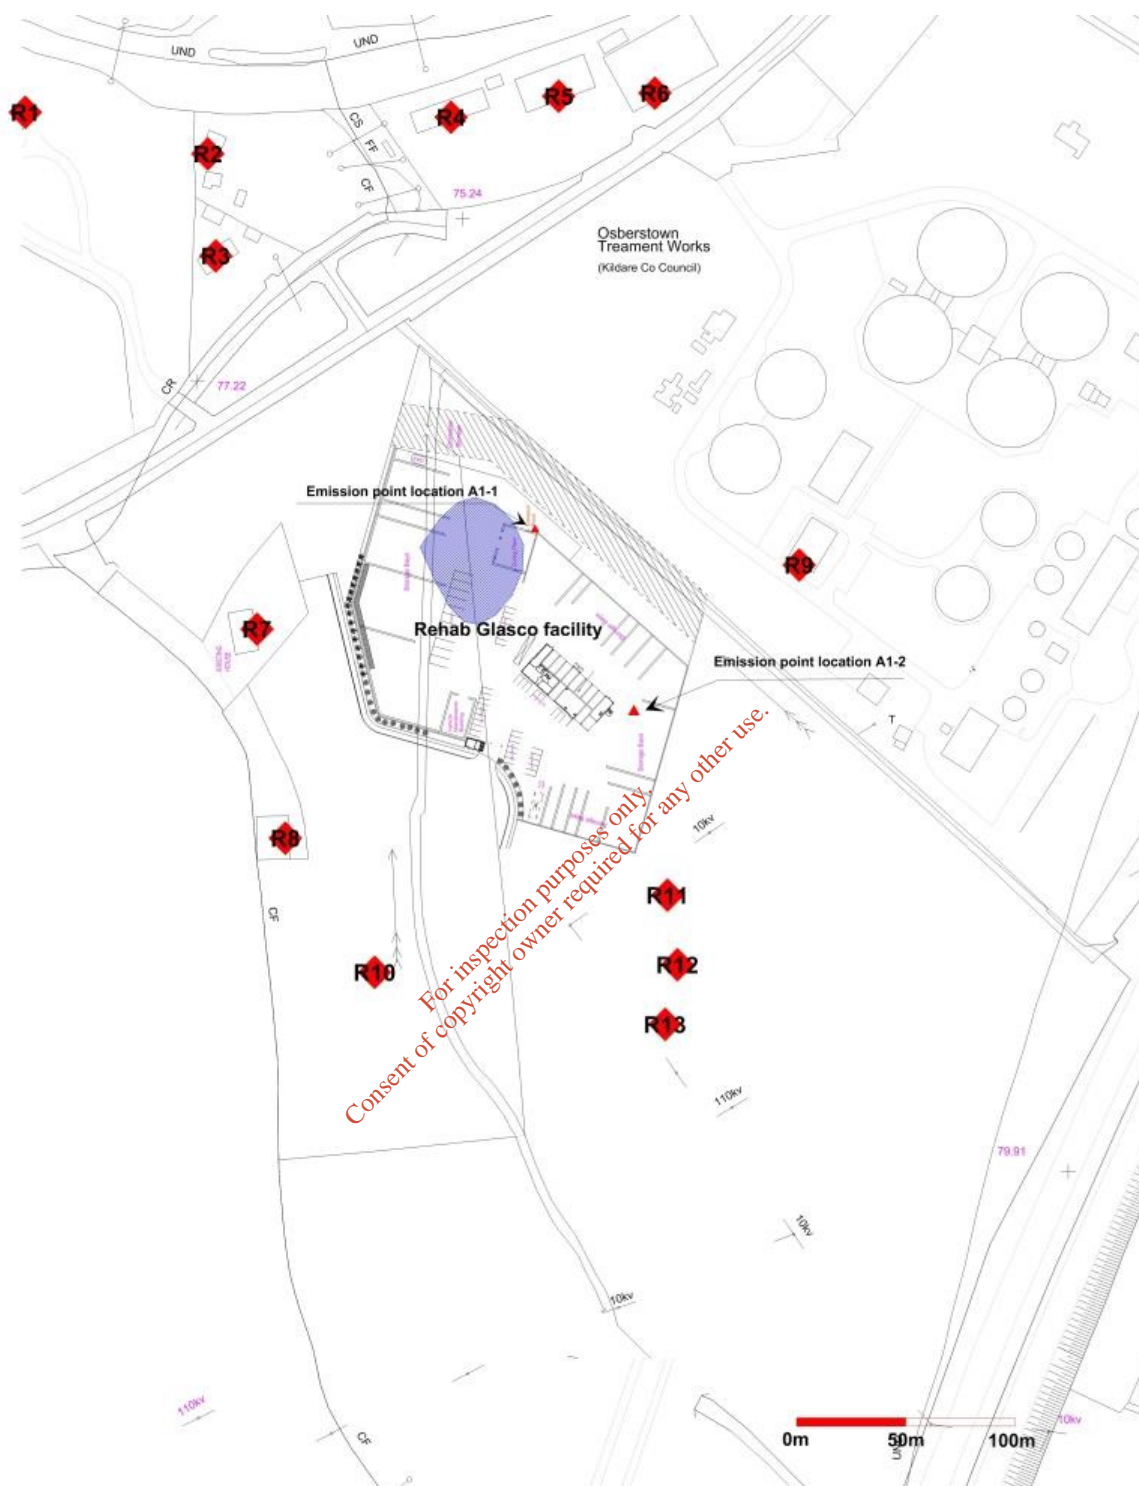 UND
UND
R1
R2
R3
R4
R5
R6
CS
FF
CF
75.24
Osberstown
Treament Works
(Kildare Co Council)
CR
77.22
Emission point location A1-1
R9
R7
Rehab Glasco facility
Emission point location A1-2
T
R8
10kv
CF
R11
R10
R12
R13
For inspection purposes only.
Consent of copyright owner required for any other use.
110kv
79.91
10kv
10kv
110kv
CF
10kv
0m
50m
100m